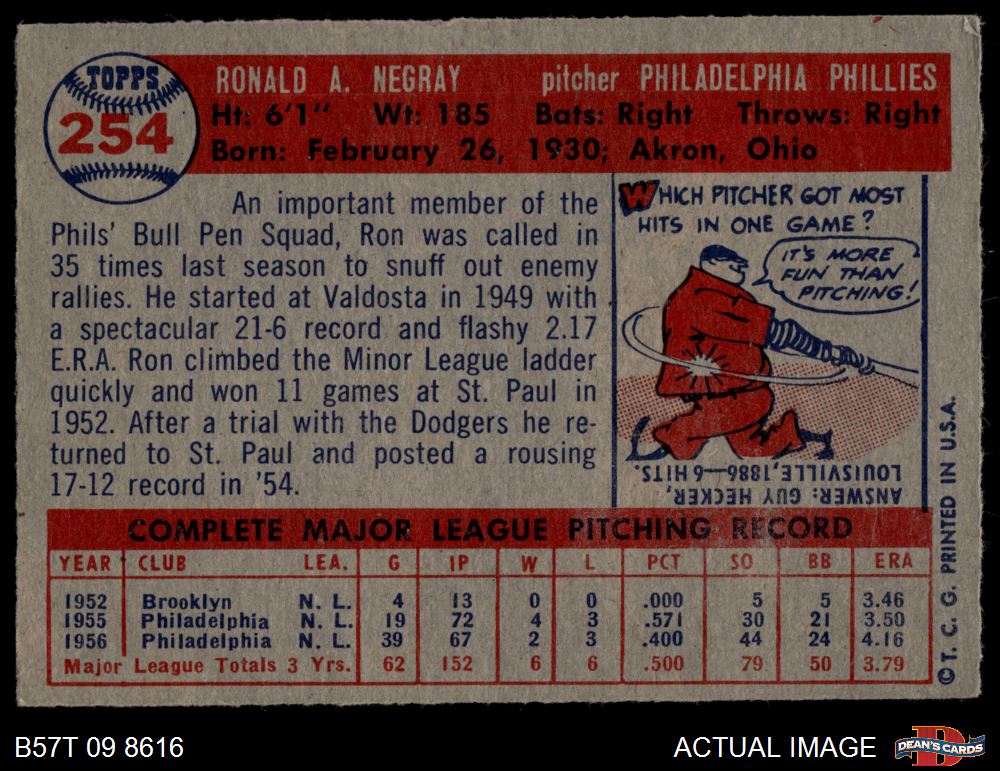 TOPPS
254
RONALD A. NEGRAY pitcher PHILADELPHIA PHILLIES
Ht: 6'1" Wt: 185 Bats: Right Throws: Right
Born: February 26, 1930; Akron, Ohio
An important member of the
Phils' Bull Pen Squad, Ron was called in
35 times last season to snuff out enemy
rallies. He started at Valdosta in 1949 with
a spectacular 21-6 record and flashy 2.17
E.R.A. Ron climbed the Minor League ladder
quickly and won 11 games at St. Paul in
1952. After a trial with the Dodgers he re-
turned to St. Paul and posted a rousing
17-12 record in '54.
WHICH PITCHER GOT MOST
HITS IN ONE GAME?
IT'S MORE
FUN THAN
PITCHING!
ANSWER: GUY HECKER,
LOUISVILLE, 1886—6 HITS.
COMPLETE MAJOR LEAGUE PITCHING RECORD
YEAR CLUB LEA. G IP W L PCT SO BB ERA
1952 Brooklyn N. L. 4 13 0 0 .000 5 5 3.46
1955 Philadelphia N. L. 19 72 4 3 .571 30 21 3.50
1956 Philadelphia N. L. 39 67 2 3 .400 44 24 4.16
Major League Totals 3 Yrs. 62 152 6 6 .500 79 50 3.79
©T. C. G. PRINTED IN U.S.A.
B57T 09 8616
ACTUAL IMAGE
DEAN'S CARDS